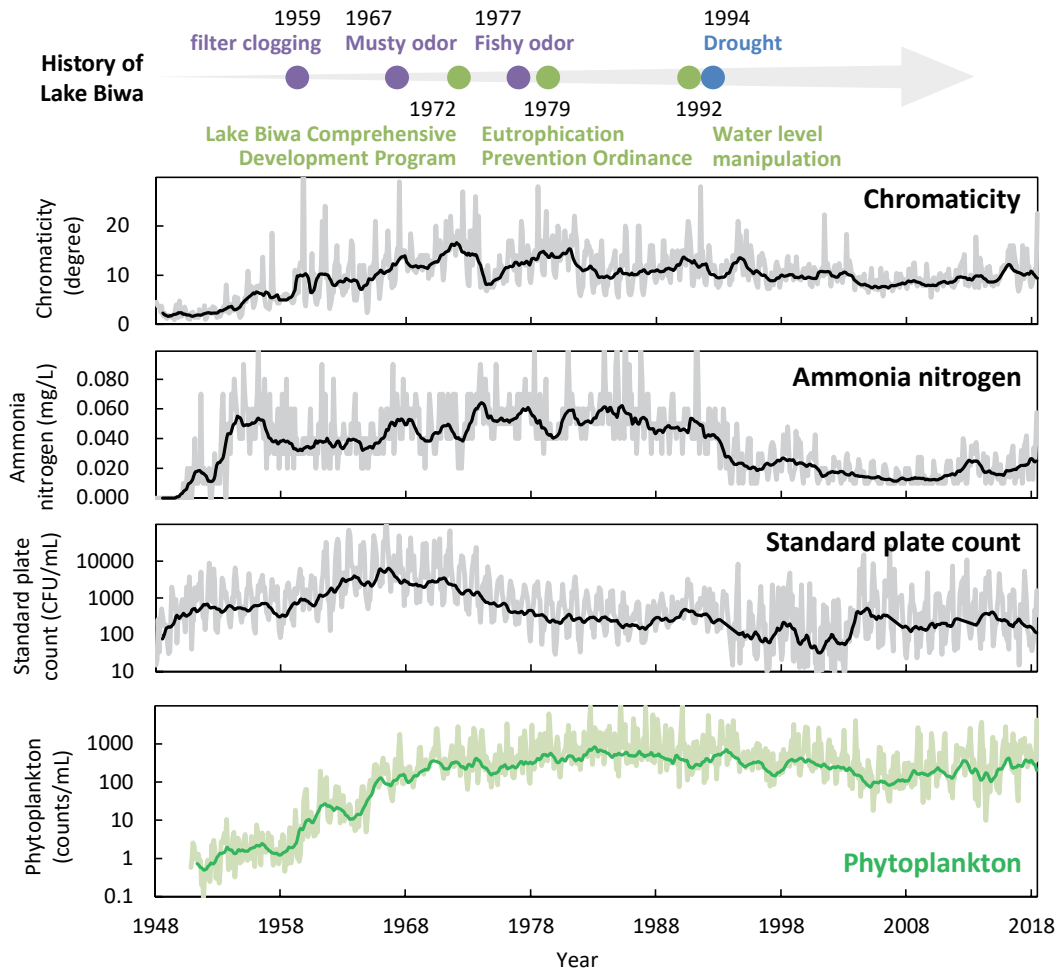 1959
1967
1977
1994
filter clogging
Musty odor
Fishy odor
Drought
History of
Lake Biwa
1972
1979
1992
Lake Biwa Comprehensive
Development Program
Eutrophication
Prevention Ordinance
Water level
manipulation
Chromaticity
Chromaticity
(degree)
20
10
0
Ammonia nitrogen
Ammonia
nitrogen (mg/L)
0.080
0.060
0.040
0.020
0.000
Standard plate count
Standard plate
count (CFU/mL)
10000
1000
100
10
Phytoplankton
(counts/mL)
1000
100
10
1
0.1
Phytoplankton
1948
1958
1968
1978
1988
1998
2008
2018
Year